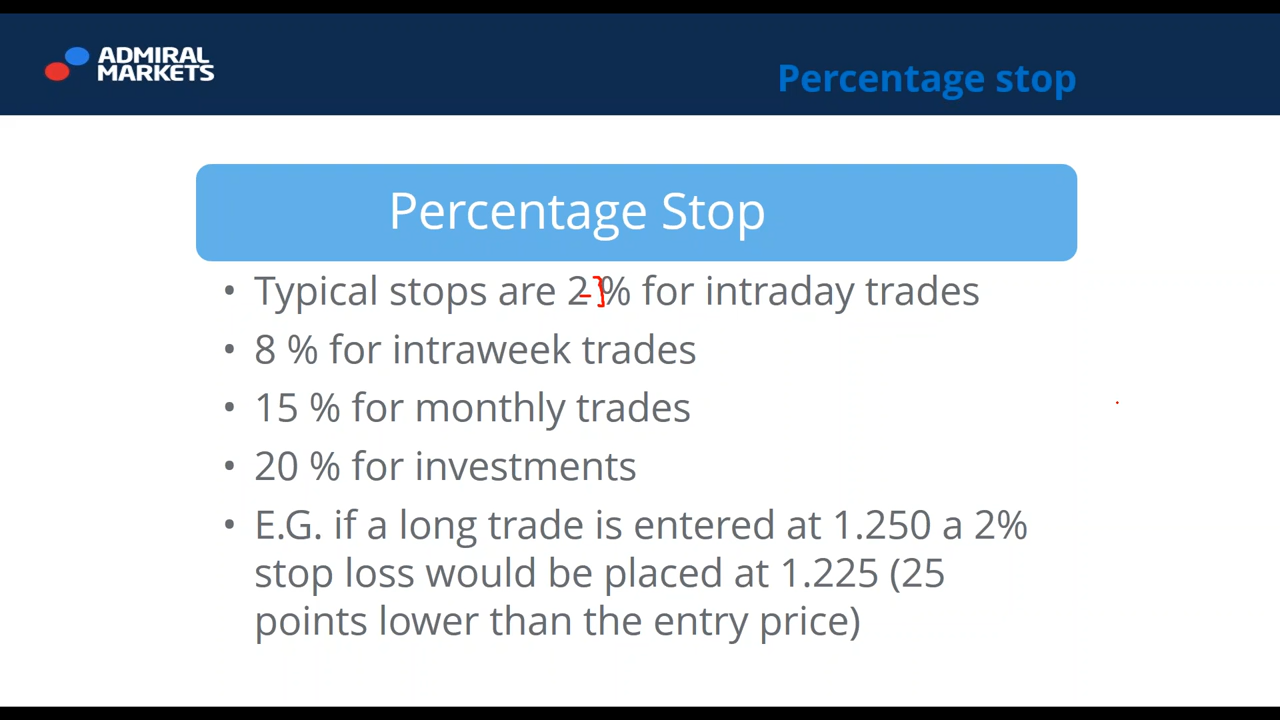 ADMIRAL
MARKETS
Percentage stop
Percentage Stop
• Typical stops are 2-3% for intraday trades
• 8 % for intraweek trades
• 15 % for monthly trades
• 20 % for investments
• E.G. if a long trade is entered at 1.250 a 2%
stop loss would be placed at 1.225 (25
points lower than the entry price)